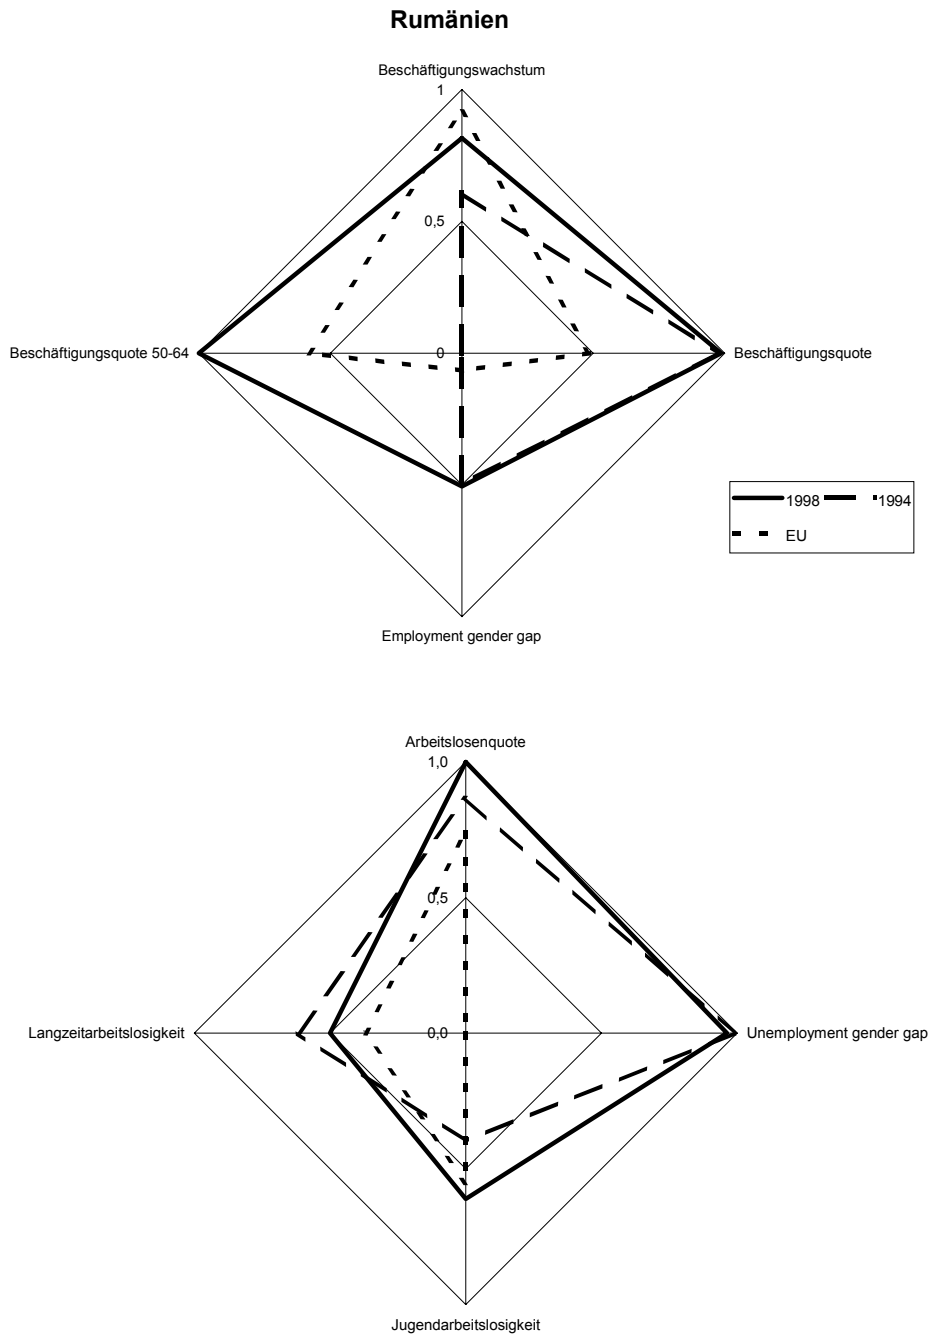 Rumänien
Beschäftigungswachstum
1
0,5
Beschäftigungsquote 50-64
0
Beschäftigungsquote
1998
1994
EU
Employment gender gap
Arbeitslosenquote
1,0
0,5
Langzeitarbeitslosigkeit
0,0
Unemployment gender gap
Jugendarbeitslosigkeit